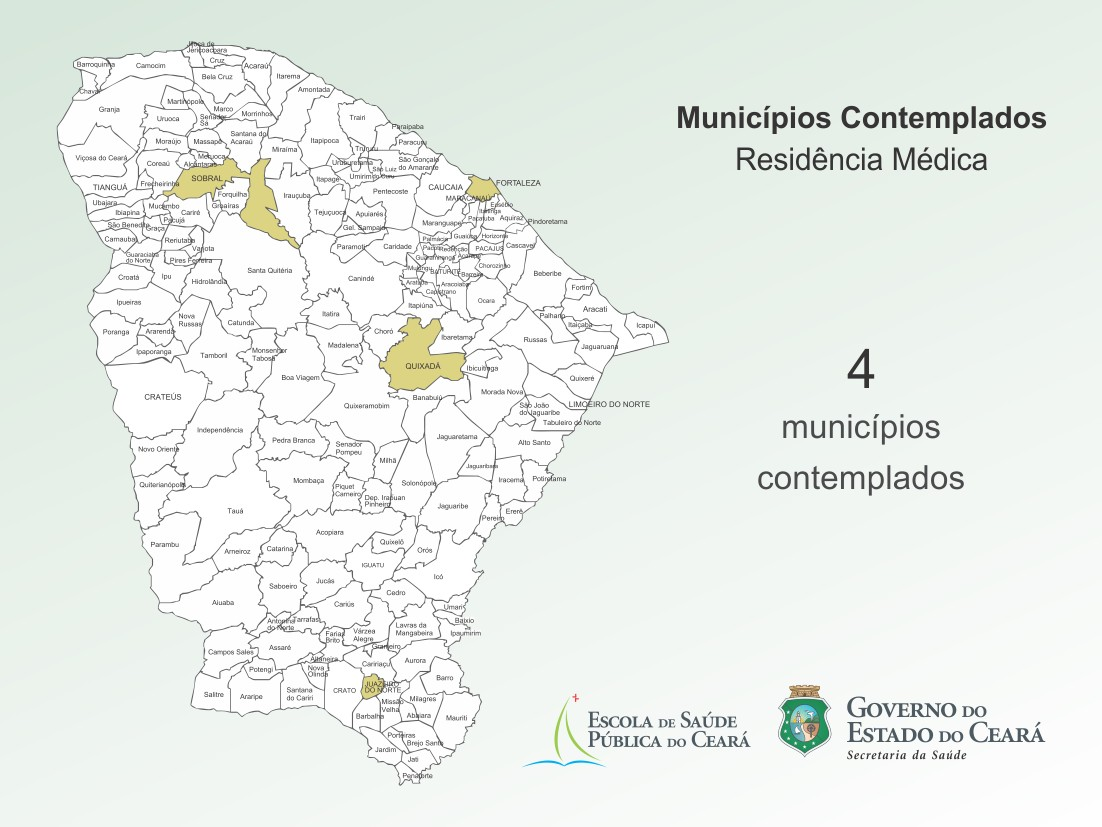 Municípios Contemplados
Residência Médica
4
municípios
contemplados
Jijoca de
Jericoacoara
Cruz
Barroquinha
Camocim
Acaraú
Bela Cruz
Itarema
Chaval
Amontada
Granja
Martinópole
Marco
Morrinhos
Uruoca
Senador
Sá
Trairi
Paraipaba
Santana do
Acaraú
Moraújo
Massapê
Itapipoca
Paracuru
Miraíma
Tururu
Viçosa do Ceará
Meruoca
Coreaú
Alcântaras
Uruburetama
São Gonçalo
do Amarante
São Luiz
Umirim
SOBRAL
Itapagé
TIANGUÁ
Frecheirinha
FORTALEZA
CAUCAIA
Pentecoste
Forquilha
Irauçuba
MARACANAÚ
Ubajara
Mucambo
Groaíras
Eusébio
Itaitinga
Ibiapina
Cariré
Tejuçuoca
Apuiarés
Pacatuba
Aquiraz
Pacujá
Pindoretama
São Benedito
Graça
Gel. Sampaio
Maranguape
Guaiúba
Horizonte
Carnaubal
Reriutaba
Palmácia
Paramoti
Caridade
Redenção
PACAJUS
Cascavel
Varjota
Guaraciaba
do Norte
Pires Ferreira
Guaramiranga
Acarape
Chorozinho
Mulungu
BATURITÉ
Barreira
Beberibe
Santa Quitéria
Croatá
Ipu
Hidrolândia
Canindé
Aratuba
Aracoiaba
Capistrano
Fortim
Ipueiras
Itapiúna
Ocara
Aracati
Nova
Russas
Itatira
Palhano
Catunda
Itaiçaba
Icapuí
Poranga
Ararendá
Choró
Ibaretama
Russas
Jaguaruana
Madalena
Ipaporanga
Tamboril
Monsenhor
Tabosa
QUIXADÁ
Ibicuitinga
Boa Viagem
Quixeré
CRATEÚS
Morada Nova
Banabuiú
Quixeramobim
São João
do Jaguaribe
LIMOEIRO DO NORTE
Tabuleiro do Norte
Independência
Jaguaretama
Pedra Branca
Senador
Pompeu
Alto Santo
Novo Oriente
Milhã
Jaguaribara
Mombaça
Iracema
Potiretama
Quiterianópolis
Piquet
Carneiro
Solonópole
Dep. Irapuan
Pinheiro
Jaguaribe
Tauá
Ererê
Pereiro
Acopiara
Parambu
Quixelô
Arneiroz
Catarina
Orós
IGUATU
Icó
Saboeiro
Jucás
Cedro
Aiuaba
Cariús
Umari
Antonina
do Norte
Tarrafas
Baixio
Lavras da
Mangabeira
Ipaumirim
Farias
Brito
Várzea
Alegre
Assaré
Granjeiro
Campos Sales
Altaneira
Caririaçu
Aurora
Potengi
Nova
Olinda
Barro
JUAZEIRO
DO NORTE
Salitre
Araripe
Santana
do Cariri
CRATO
Missão
Velha
Milagres
Barbalha
Abaiara
Mauriti
Porteiras
Brejo Santo
Jardim
Jati
Penaforte
ESCOLA DE SAÚDE
PÚBLICA DO CEARÁ
GOVERNO DO
ESTADO DO CEARÁ
Secretaria da Saúde